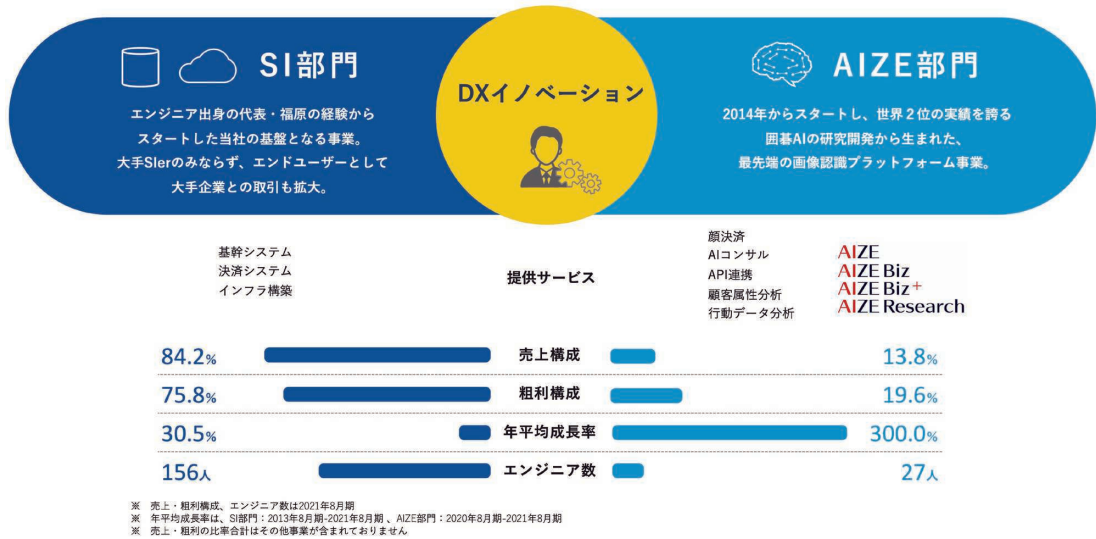 SI部門
エンジニア出身の代表・福原の経験から
スタートした当社の基盤となる事業。
大手SIerのみならず、エンドユーザーとして
大手企業との取引も拡大。
DXイノベーション
AIZE部門
2014年からスタートし、世界2位の実績を誇る
囲碁AIの研究開発から生まれた、
最先端の画像認識プラットフォーム事業。
基幹システム
決済システム
インフラ構築
提供サービス
顔決済
AIコンサル
API連携
顧客属性分析
行動データ分析
AIZE
AIZE Biz
AIZE Biz+
AIZE Research
84.2% 売上構成 13.8%
75.8% 粗利構成 19.6%
30.5% 年平均成長率 300.0%
156人 エンジニア数 27人
※ 売上・粗利構成、エンジニア数は2021年8月期
※ 年平均成長率は、SI部門：2013年8月期-2021年8月期 、AIZE部門：2020年8月期-2021年8月期
※ 売上・粗利の比率合計はその他事業が含まれておりません